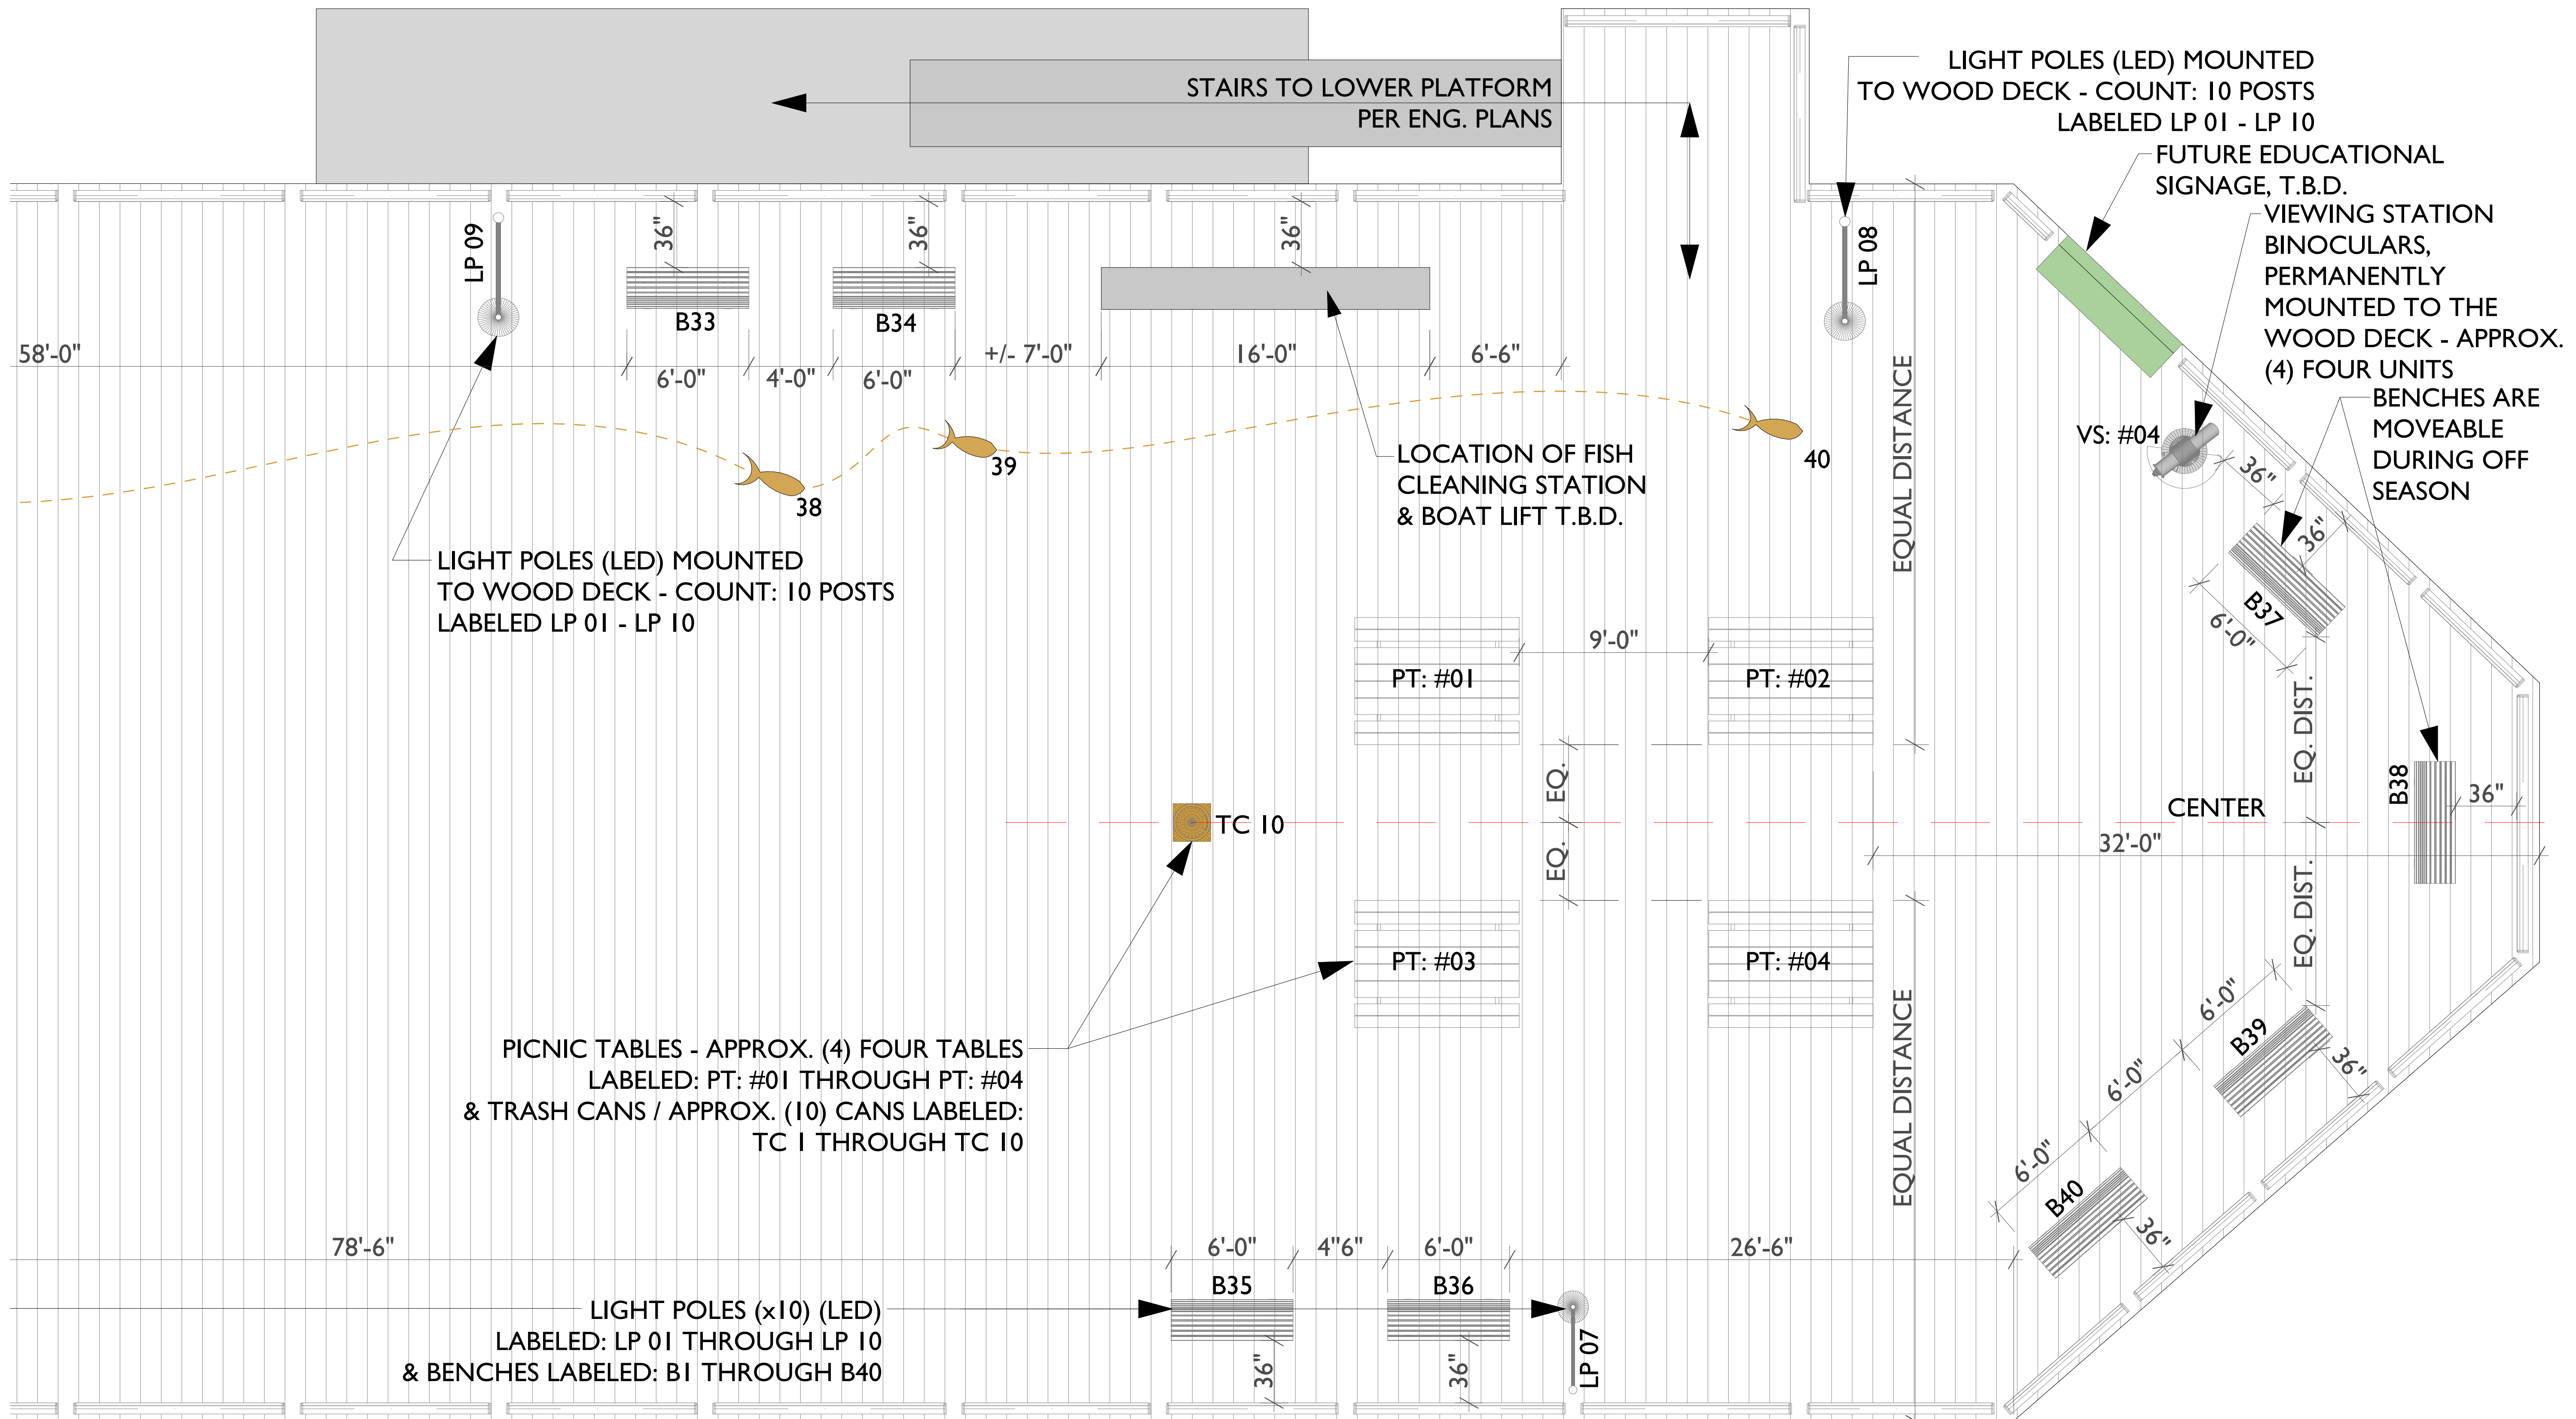 STAIRS TO LOWER PLATFORM
PER ENG. PLANS
LIGHT POLES (LED) MOUNTED
TO WOOD DECK - COUNT: 10 POSTS
LABELED LP 01 - LP 10
FUTURE EDUCATIONAL
SIGNAGE, T.B.D.
VIEWING STATION
BINOCULARS,
PERMANENTLY
MOUNTED TO THE
WOOD DECK - APPROX.
(4) FOUR UNITS
BENCHES ARE
MOVEABLE
DURING OFF
SEASON
LP 09
36"
36"
36"
LP 08
B33
B34
58'-0"
6'-0"
4'-0"
6'-0"
+/- 7'-0"
16'-0"
6'-6"
EQUAL DISTANCE
VS: #04
36"
36"
B37
6'-0"
38
39
40
LOCATION OF FISH
CLEANING STATION
& BOAT LIFT T.B.D.
LIGHT POLES (LED) MOUNTED
TO WOOD DECK - COUNT: 10 POSTS
LABELED LP 01 - LP 10
PT: #01
9'-0"
PT: #02
EQ.
EQ.
TC 10
CENTER
32'-0"
EQ. DIST.
EQ. DIST.
B38
36"
PT: #03
PT: #04
EQUAL DISTANCE
PICNIC TABLES - APPROX. (4) FOUR TABLES
LABELED: PT: #01 THROUGH PT: #04
& TRASH CANS / APPROX. (10) CANS LABELED:
TC 1 THROUGH TC 10
6'-0"
B39
36"
6'-0"
6'-0"
B40
36"
78'-6"
6'-0"
4"6"
6'-0"
26'-6"
B35
B36
LIGHT POLES (x10) (LED)
LABELED: LP 01 THROUGH LP 10
& BENCHES LABELED: B1 THROUGH B40
36"
36"
LP 07